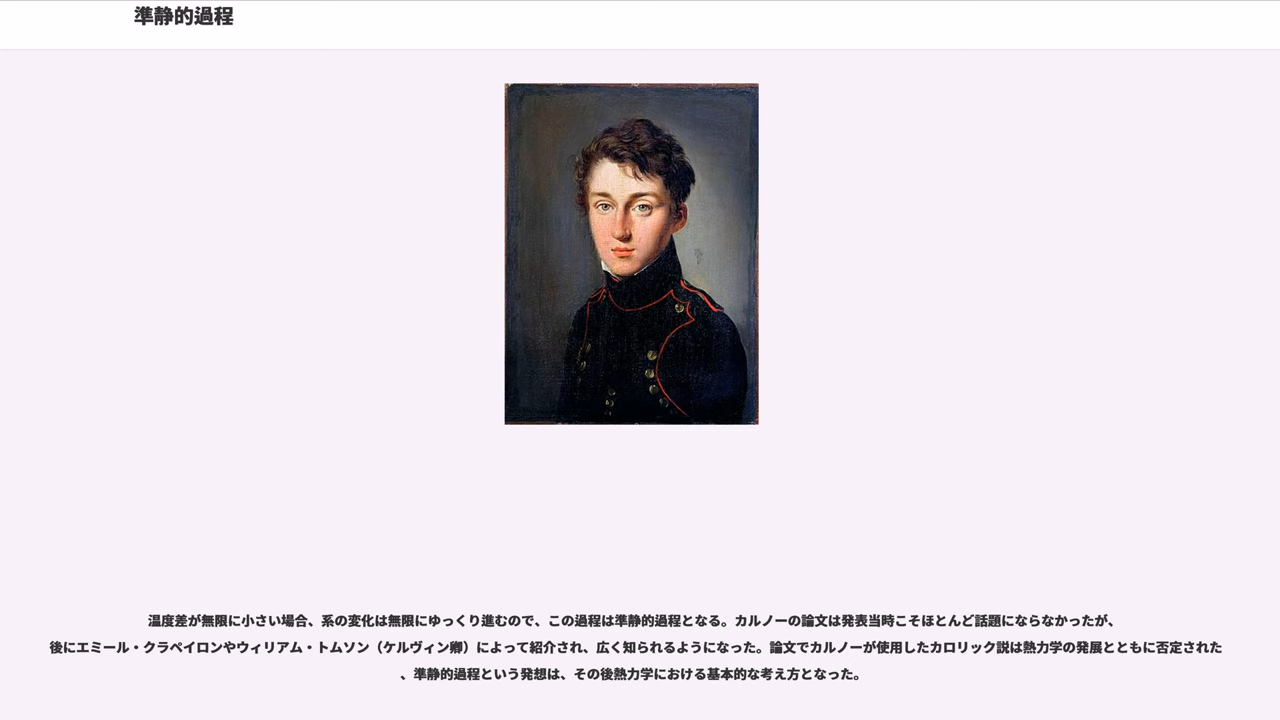 準静的過程
温度差が無限に小さい場合、系の変化は無限にゆっくり進むので、この過程は準静的過程となる。カルノーの論文は発表当時こそほとんど話題にならなかったが、
後にエミール・クラペイロンやウィリアム・トムソン（ケルヴィン卿）によって紹介され、広く知られるようになった。論文でカルノーが使用したカロリック説は熱力学の発展とともに否定された
、準静的過程という発想は、その後熱力学における基本的な考え方となった。